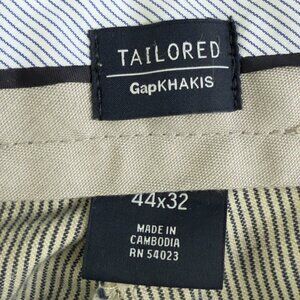 TAILORED
GapKHAKIS
44x32
MADE IN
CAMBODIA
RN 54023